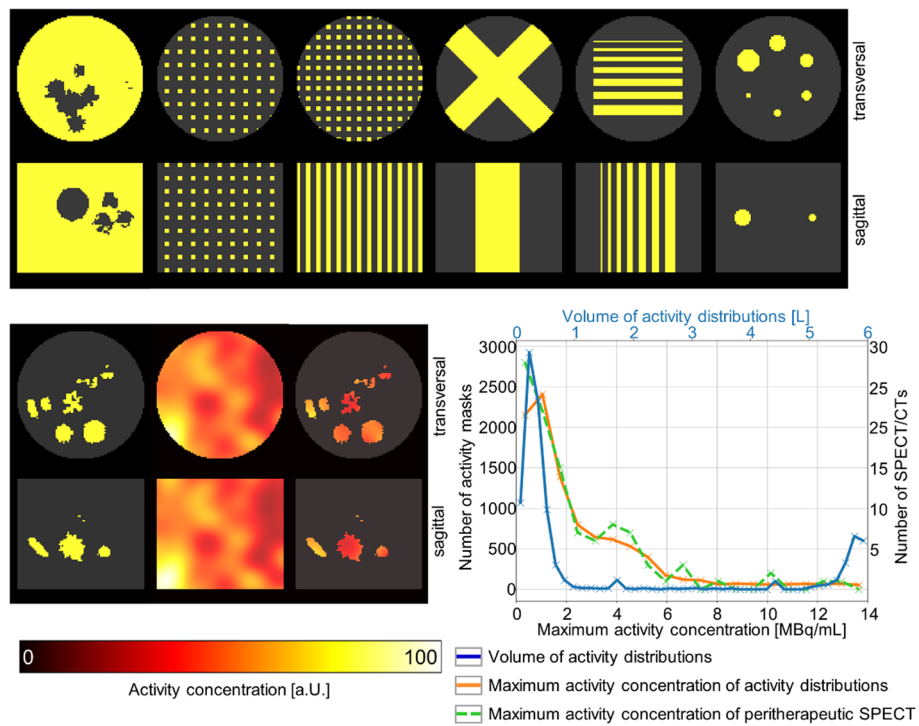 transversal
sagittal
transversal
sagittal
0 100
Activity concentration [a.U.]
Volume of activity distributions [L]
0 1 2 3 4 5 6
3000
2500
2000
1500
1000
500
0
Number of activity masks
30
25
25
15
10
5
Number of SPECT/CTs
0 2 4 6 8 10 12 14
Maximum activity concentration [MBq/mL]
Volume of activity distributions
Maximum activity concentration of activity distributions
Maximum activity concentration of peritherapeutic SPECT